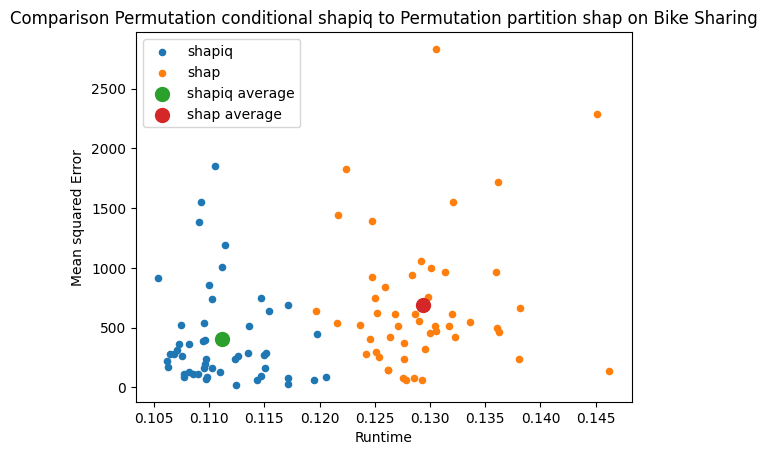 Comparison Permutation conditional shapiq to Permutation partition shap on Bike Sharing
shapiq
shap
shapiq average
shap average
Mean squared Error
2500
2000
1500
1000
500
0
0.105 0.110 0.115 0.120 0.125 0.130 0.135 0.140 0.145
Runtime